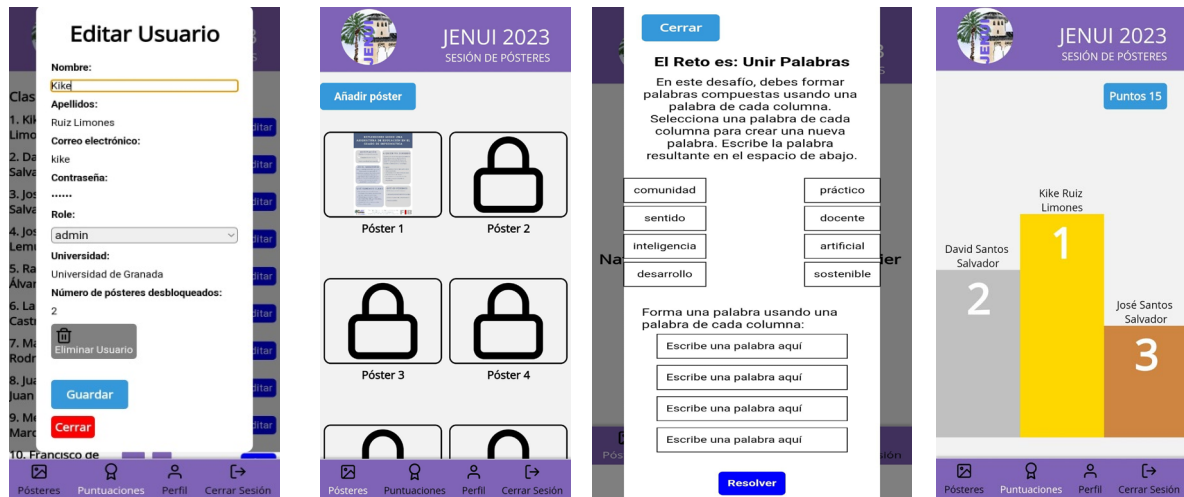 Editar Usuario
Nombre:
Kike
Apellidos:
Ruiz Limones
Correo electrónico:
kike
Contraseña:
······
Role:
admin
Universidad:
Universidad de Granada
Número de pósteres desbloqueados:
2
Eliminar Usuario
Guardar
Cerrar
10. Francisco de
Pósteres
Puntuaciones
Perfil
Cerrar Sesión
JENUI
JENUI 2023
SESIÓN DE PÓSTERES
Añadir póster
Póster 1
Póster 2
Póster 3
Póster 4
Pósteres
Puntuaciones
Perfil
Cerrar Sesión
Cerrar
El Reto es: Unir Palabras
En este desafío, debes formar
palabras compuestas usando una
palabra de cada columna.
Selecciona una palabra de cada
columna para crear una nueva
palabra. Escribe la palabra
resultante en el espacio de abajo.
comunidad
práctico
sentido
docente
inteligencia
artificial
desarrollo
sostenible
Forma una palabra usando una
palabra de cada columna:
Escribe una palabra aquí
Escribe una palabra aquí
Escribe una palabra aquí
Escribe una palabra aquí
Resolver
JENUI
JENUI 2023
SESIÓN DE PÓSTERES
Puntos 15
Kike Ruiz
Limones
1
David Santos
Salvador
2
José Santos
Salvador
3
Pósteres
Puntuaciones
Perfil
Cerrar Sesión